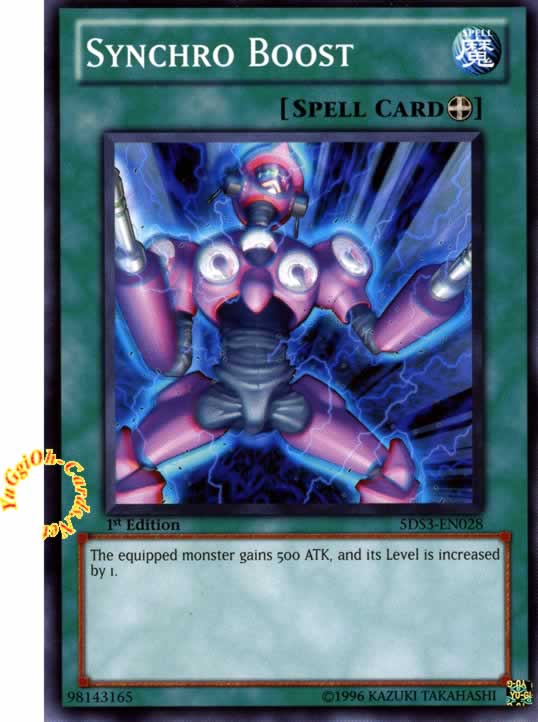 SYNCHRO BOOST
SPELL
魔
[SPELL CARD]
1st Edition
5DS3-EN028
YuGgiOh-Cards.Net
The equipped monster gains 500 ATK, and its Level is increased
by 1.
98143165
©1996 KAZUKI TAKAHASHI